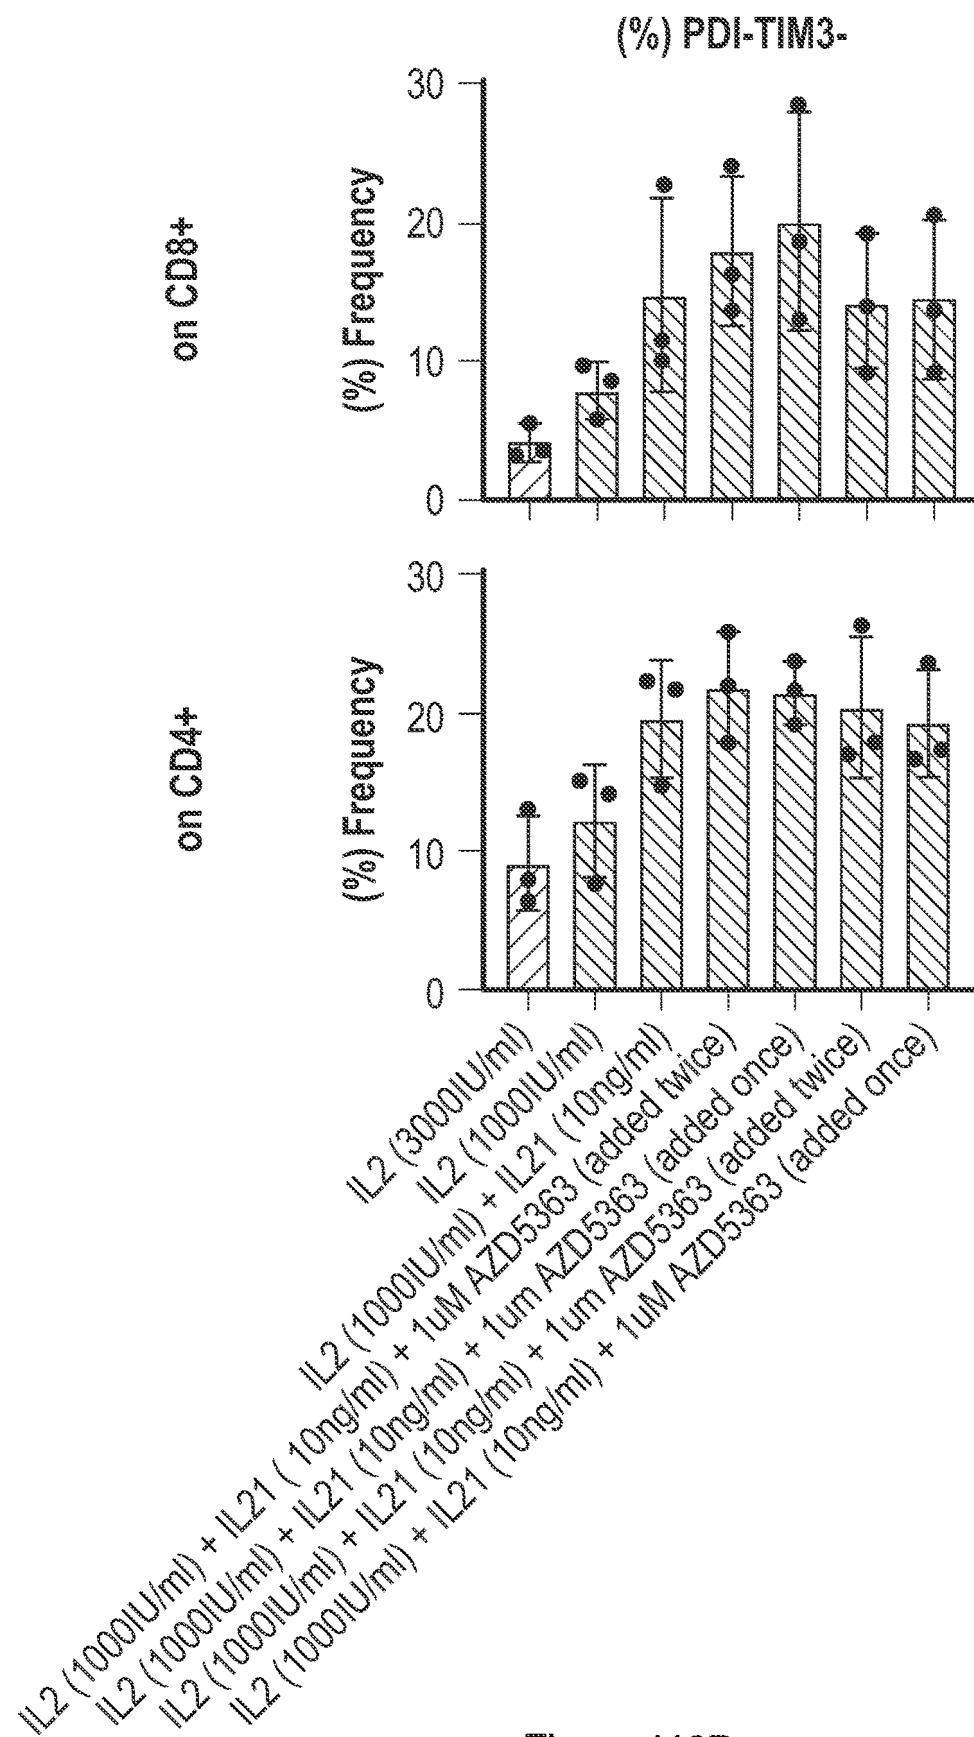 (%) PDI-TIM3-
on CD8+
(%) Frequency
30
20
10
0
on CD4+
(%) Frequency
30
20
10
0
IL2 (3000IU/ml)
IL2 (1000IU/ml)
IL2 (1000IU/ml) + IL21 (10ng/ml)
IL2 (1000IU/ml) + IL21 ( 10ng/ml) + 1uM AZD5363 (added twice)
IL2 (1000IU/ml) + IL21 (10ng/ml) + 1um AZD5363 (added once)
IL2 (1000IU/ml) + IL21 (10ng/ml) + 1um AZD5363 (added twice)
IL2 (1000IU/ml) + IL21 (10ng/ml) + 1uM AZD5363 (added once)